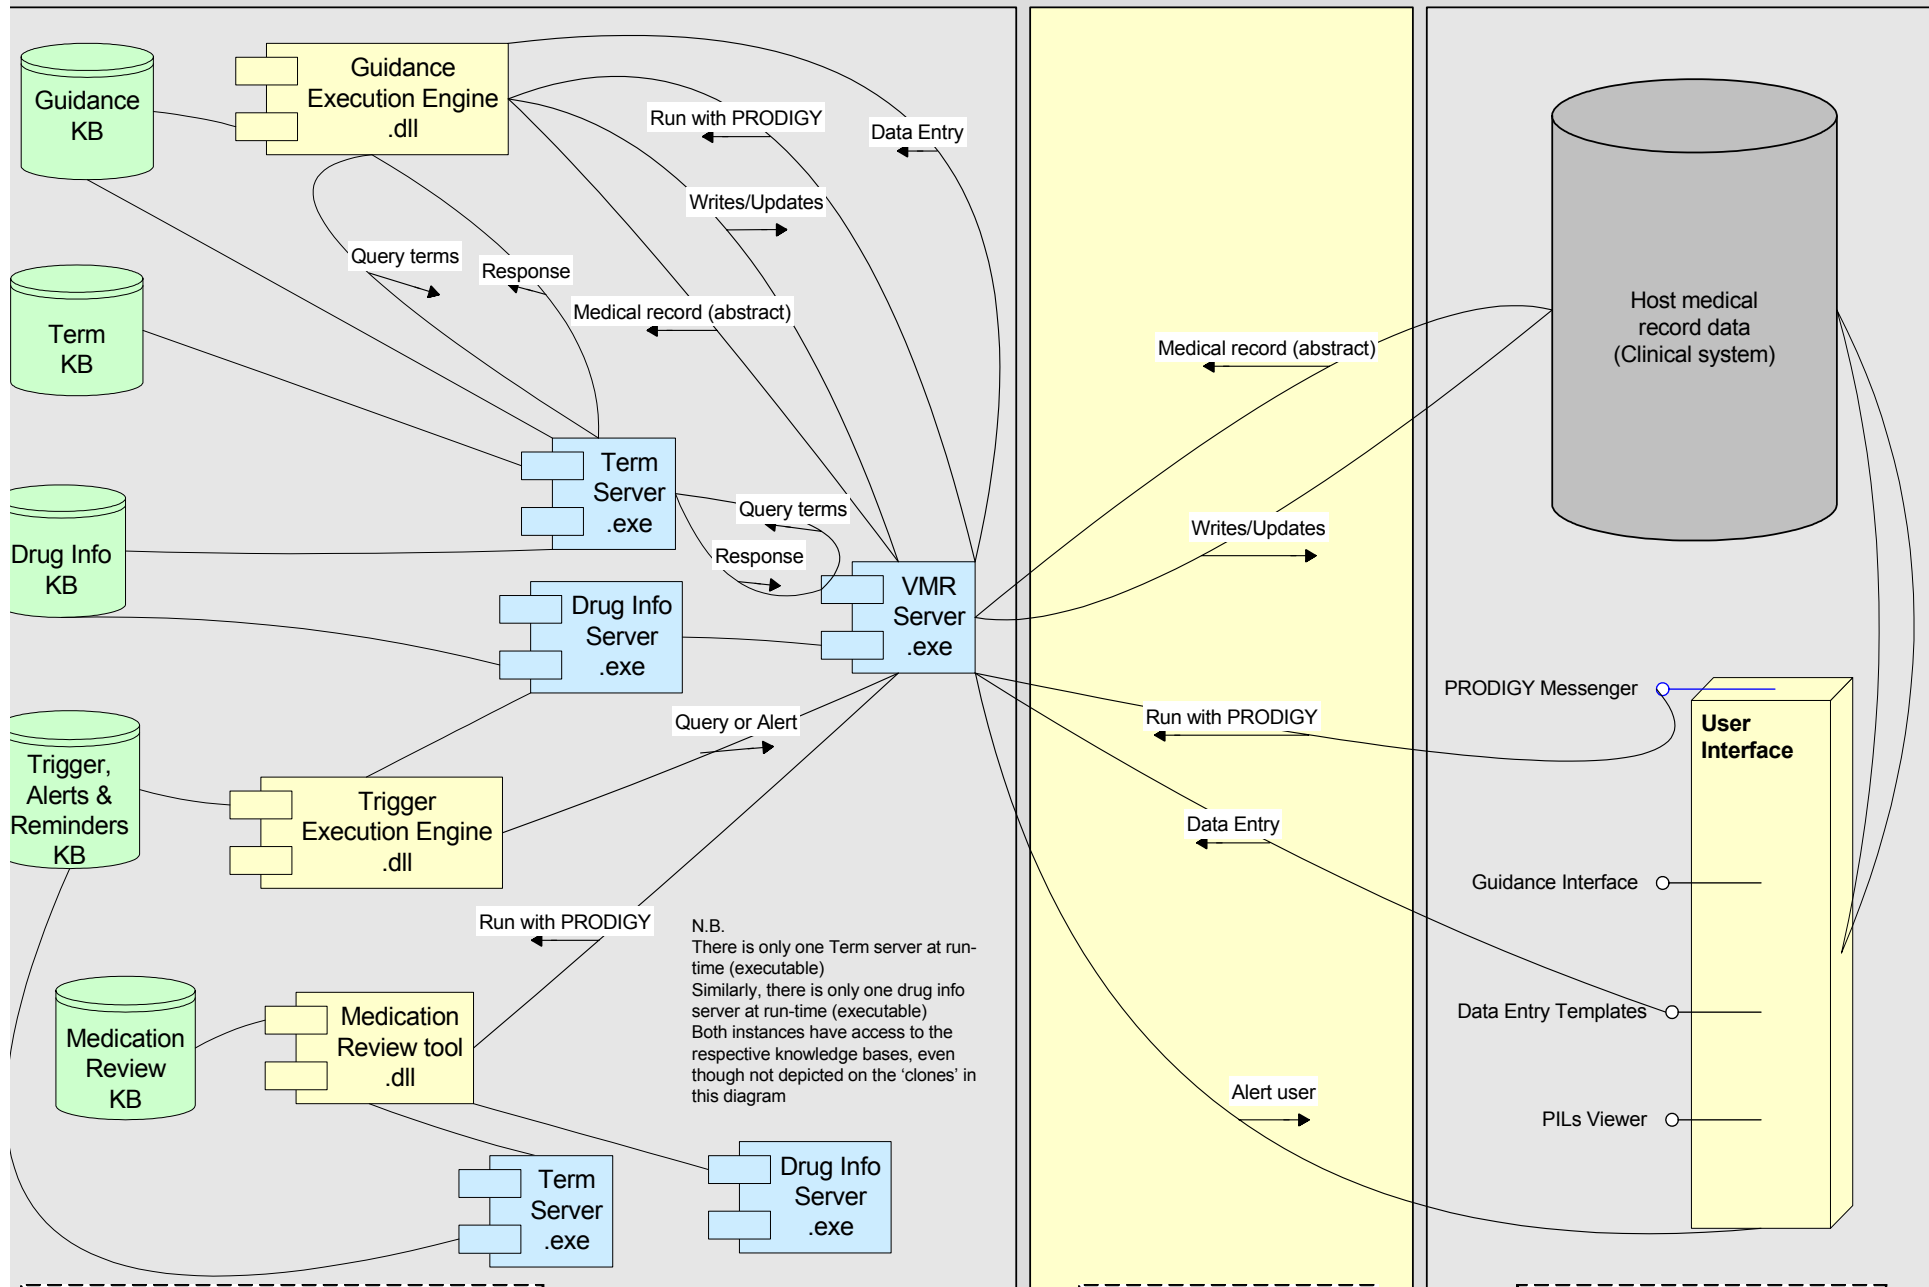 Guidance
KB
Guidance
Execution Engine
.dll
Run with PRODIGY
Data Entry
Writes/Updates
Query terms
Response
Medical record (abstract)
Term
KB
Term
Server
.exe
Query terms
Response
Drug Info
KB
Drug Info
Server
.exe
VMR
Server
.exe
Query or Alert
Trigger,
Alerts &
Reminders
KB
Trigger
Execution Engine
.dll
Run with PRODIGY
N.B.
There is only one Term server at run-
time (executable)
Similarly, there is only one drug info
server at run-time (executable)
Both instances have access to the
respective knowledge bases, even
though not depicted on the ‘clones’ in
this diagram
Medication
Review
KB
Medication
Review tool
.dll
Term
Server
.exe
Drug Info
Server
.exe
Medical record (abstract)
Writes/Updates
Run with PRODIGY
Data Entry
Alert user
Host medical
record data
(Clinical system)
PRODIGY Messenger
User
Interface
Guidance Interface
Data Entry Templates
PILs Viewer